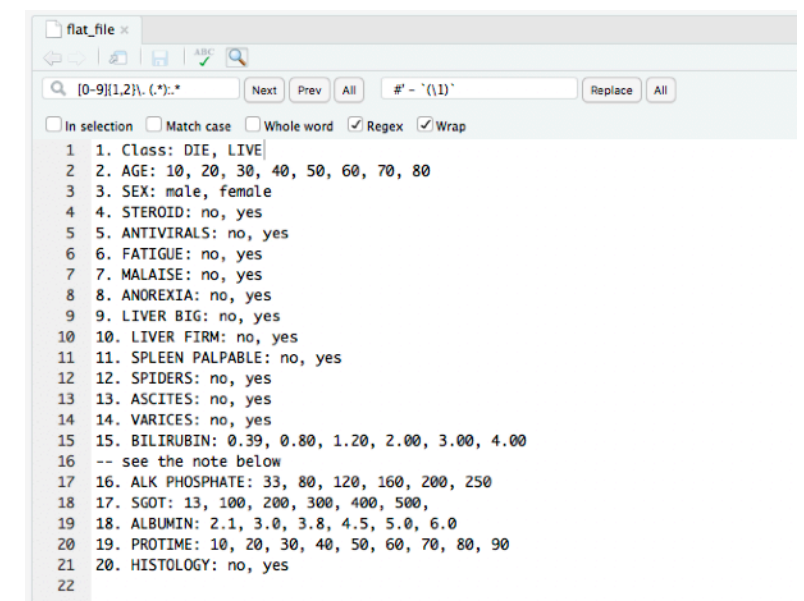 flat_file ×
ABC
[0-9]{1,2}\. (.*):.* Next Prev All #' - `(\1)` Replace All
In selection Match case Whole word Regex Wrap
1 1. Class: DIE, LIVE
2 2. AGE: 10, 20, 30, 40, 50, 60, 70, 80
3 3. SEX: male, female
4 4. STEROID: no, yes
5 5. ANTIVIRALS: no, yes
6 6. FATIGUE: no, yes
7 7. MALAISE: no, yes
8 8. ANOREXIA: no, yes
9 9. LIVER BIG: no, yes
10 10. LIVER FIRM: no, yes
11 11. SPLEEN PALPABLE: no, yes
12 12. SPIDERS: no, yes
13 13. ASCITES: no, yes
14 14. VARICES: no, yes
15 15. BILIRUBIN: 0.39, 0.80, 1.20, 2.00, 3.00, 4.00
16 -- see the note below
17 16. ALK PHOSPHATE: 33, 80, 120, 160, 200, 250
18 17. SGOT: 13, 100, 200, 300, 400, 500,
19 18. ALBUMIN: 2.1, 3.0, 3.8, 4.5, 5.0, 6.0
20 19. PROTIME: 10, 20, 30, 40, 50, 60, 70, 80, 90
21 20. HISTOLOGY: no, yes
22